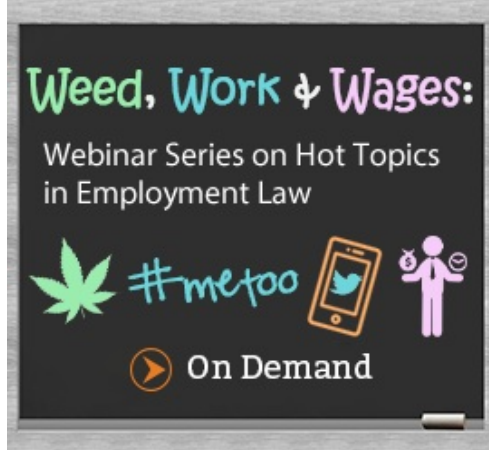 Weed, Work & Wages:
Webinar Series on Hot Topics
in Employment Law
#metoo
$
On Demand